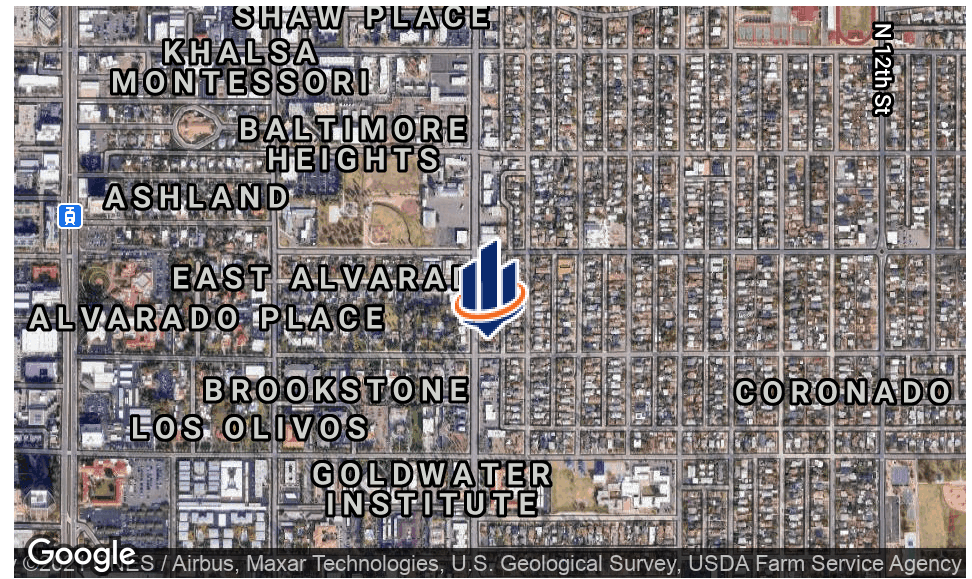 SHAW PLACE
KHALSA
MONTESSORI
N 12th St
BALTIMORE
HEIGHTS
ASHLAND
EAST ALVARAD
ALVARADO PLACE
BROOKSTONE
CORONADO
LOS OLIVOS
GOLDWATER
INSTITUTE
Google
/ Airbus, Maxar Technologies, U.S. Geological Survey, USDA Farm Service Agency